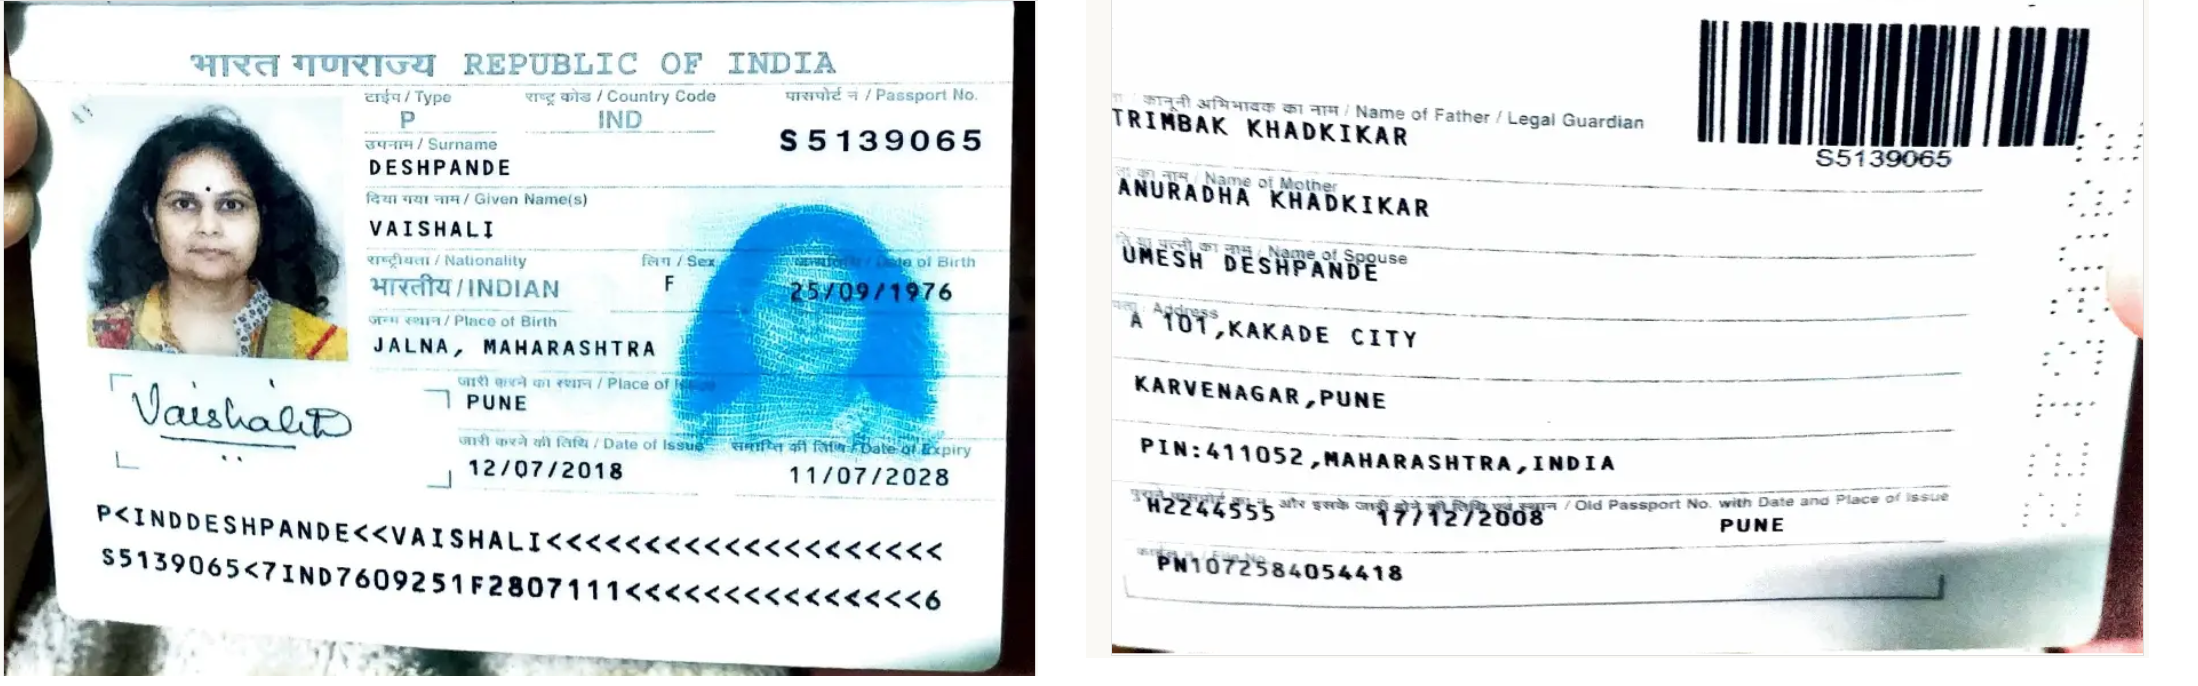 भारत गणराज्य REPUBLIC OF INDIA
टाईप / Type राष्ट्र कोड / Country Code पासपोर्ट नं / Passport No.
P IND S5139065
उपनाम / Surname
DESHPANDE
दिया गया नाम / Given Name(s)
VAISHALI
राष्ट्रीयता / Nationality लिंग / Sex जन्मतिथि / Date of Birth
भारतीय / INDIAN F 25/09/1976
जन्म स्थान / Place of Birth
JALNA, MAHARASHTRA
जारी करने का स्थान / Place of Issue
PUNE
जारी करने की तिथि / Date of Issue समाप्ति की तिथि / Date of Expiry
12/07/2018 11/07/2028
Vaishali
P<INDDESHPANDE<<VAISHALI<<<<<<<<<<<<<<<<<<<<
S5139065<7IND7609251F2807111<<<<<<<<<<<<<<<6
S5139065
कानूनी अभिभावक का नाम / Name of Father / Legal Guardian
TRIMBAK KHADKIKAR
का नाम / Name of Mother
ANURADHA KHADKIKAR
पत्नी का नाम / Name of Spouse
UMESH DESHPANDE
Address
A 101,KAKADE CITY
KARVENAGAR,PUNE
PIN:411052,MAHARASHTRA,INDIA
पुराने पासपोर्ट का नं. और इसके जारी होने की तिथि एवं स्थान / Old Passport No. with Date and Place of Issue
H2244555 17/12/2008 PUNE
File No.
PN1072584054418